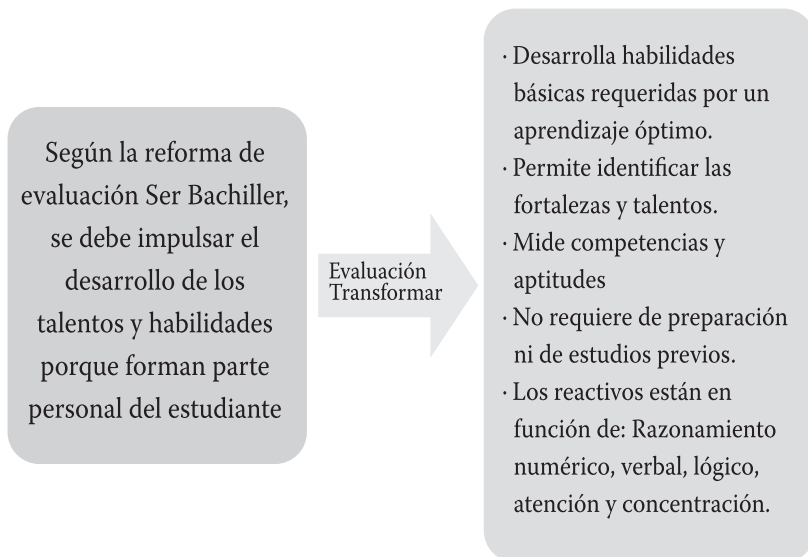 Según la reforma de
evaluación Ser Bachiller,
se debe impulsar el
desarrollo de los
talentos y habilidades
porque forman parte
personal del estudiante
Evaluación
Transformar
· Desarrolla habilidades
básicas requeridas por un
aprendizaje óptimo.
· Permite identificar las
fortalezas y talentos.
· Mide competencias y
aptitudes
· No requiere de preparación
ni de estudios previos.
· Los reactivos están en
función de: Razonamiento
numérico, verbal, lógico,
atención y concentración.